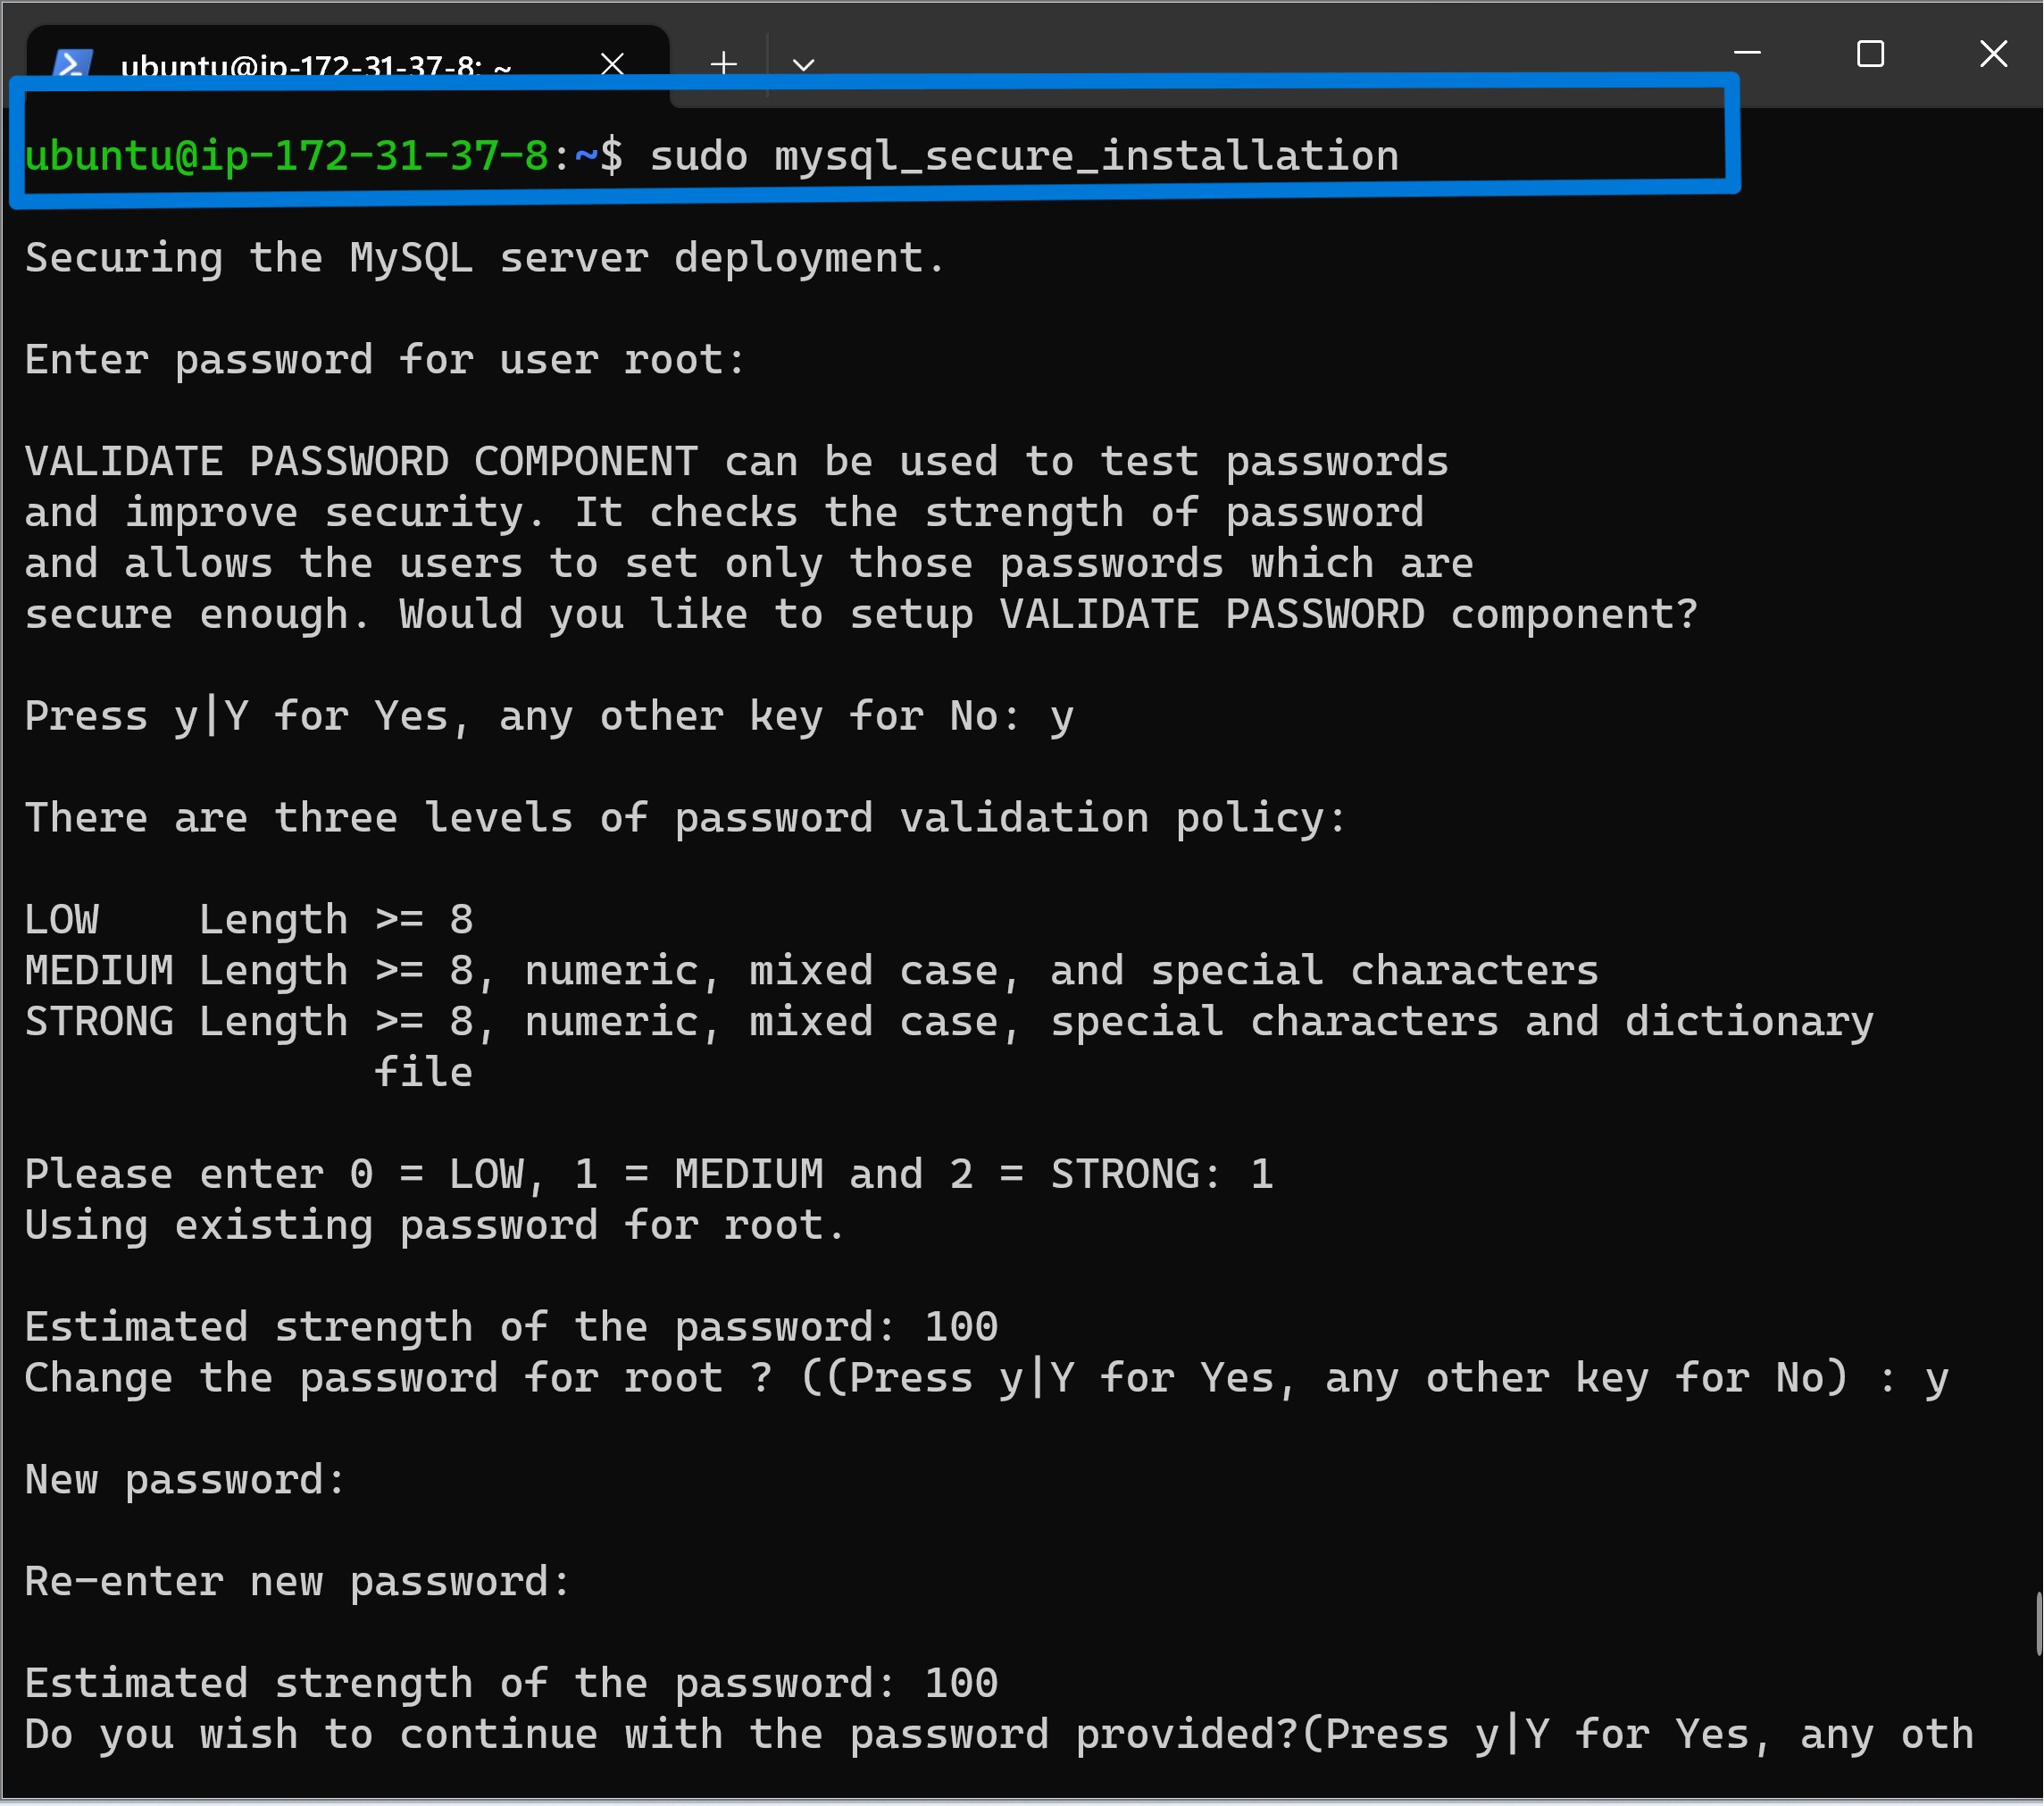 ubuntu@ip-172-31-37-8: ~
ubuntu@ip-172-31-37-8:~$ sudo mysql_secure_installation
Securing the MySQL server deployment.
Enter password for user root:
VALIDATE PASSWORD COMPONENT can be used to test passwords
and improve security. It checks the strength of password
and allows the users to set only those passwords which are
secure enough. Would you like to setup VALIDATE PASSWORD component?
Press y|Y for Yes, any other key for No: y
There are three levels of password validation policy:
LOW    Length >= 8
MEDIUM Length >= 8, numeric, mixed case, and special characters
STRONG Length >= 8, numeric, mixed case, special characters and dictionary
              file
Please enter 0 = LOW, 1 = MEDIUM and 2 = STRONG: 1
Using existing password for root.
Estimated strength of the password: 100
Change the password for root ? ((Press y|Y for Yes, any other key for No) : y
New password:
Re-enter new password:
Estimated strength of the password: 100
Do you wish to continue with the password provided?(Press y|Y for Yes, any oth